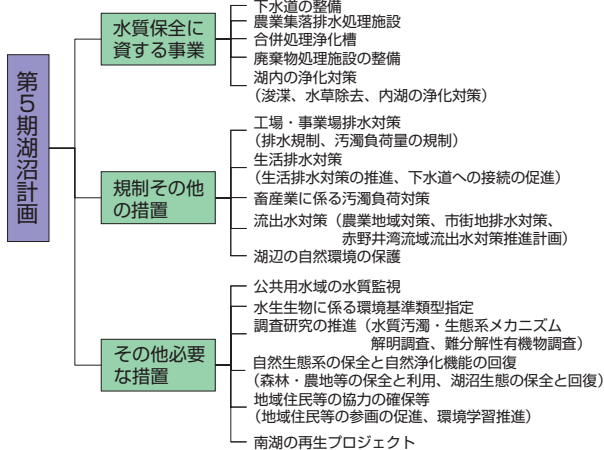 第5期湖沼計画
水質保全に
資する事業
下水道の整備
農業集落排水処理施設
合併処理浄化槽
廃棄物処理施設の整備
湖内の浄化対策
（浚渫、水草除去、内湖の浄化対策）
規制その他
の措置
工場・事業場排水対策
（排水規制、汚濁負荷量の規制）
生活排水対策
（生活排水対策の推進、下水道への接続の促進）
畜産業に係る汚濁負荷対策
流出水対策（農業地域対策、市街地排水対策、
赤野井湾流域流出水対策推進計画）
湖辺の自然環境の保護
その他必要
な措置
公共用水域の水質監視
水生生物に係る環境基準類型指定
調査研究の推進（水質汚濁・生態系メカニズム
解明調査、難分解性有機物調査）
自然生態系の保全と自然浄化機能の回復
（森林・農地等の保全と利用、湖沼生態の保全と回復）
地域住民等の協力の確保等
（地域住民等の参画の促進、環境学習推進）
南湖の再生プロジェクト